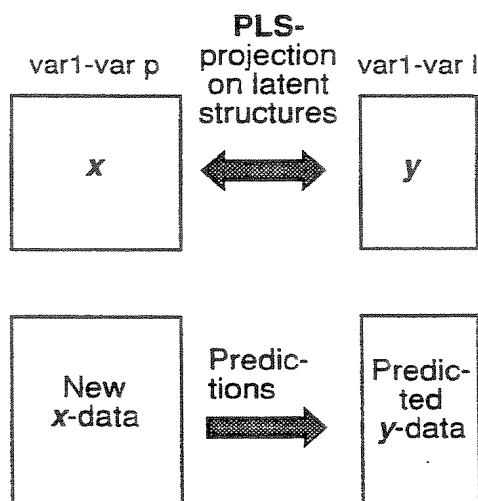 PLS-
projection
on latent
structures
var1-var p
var1-var l
x
y
New
x-data
Predic-
tions
Predic-
ted
y-data